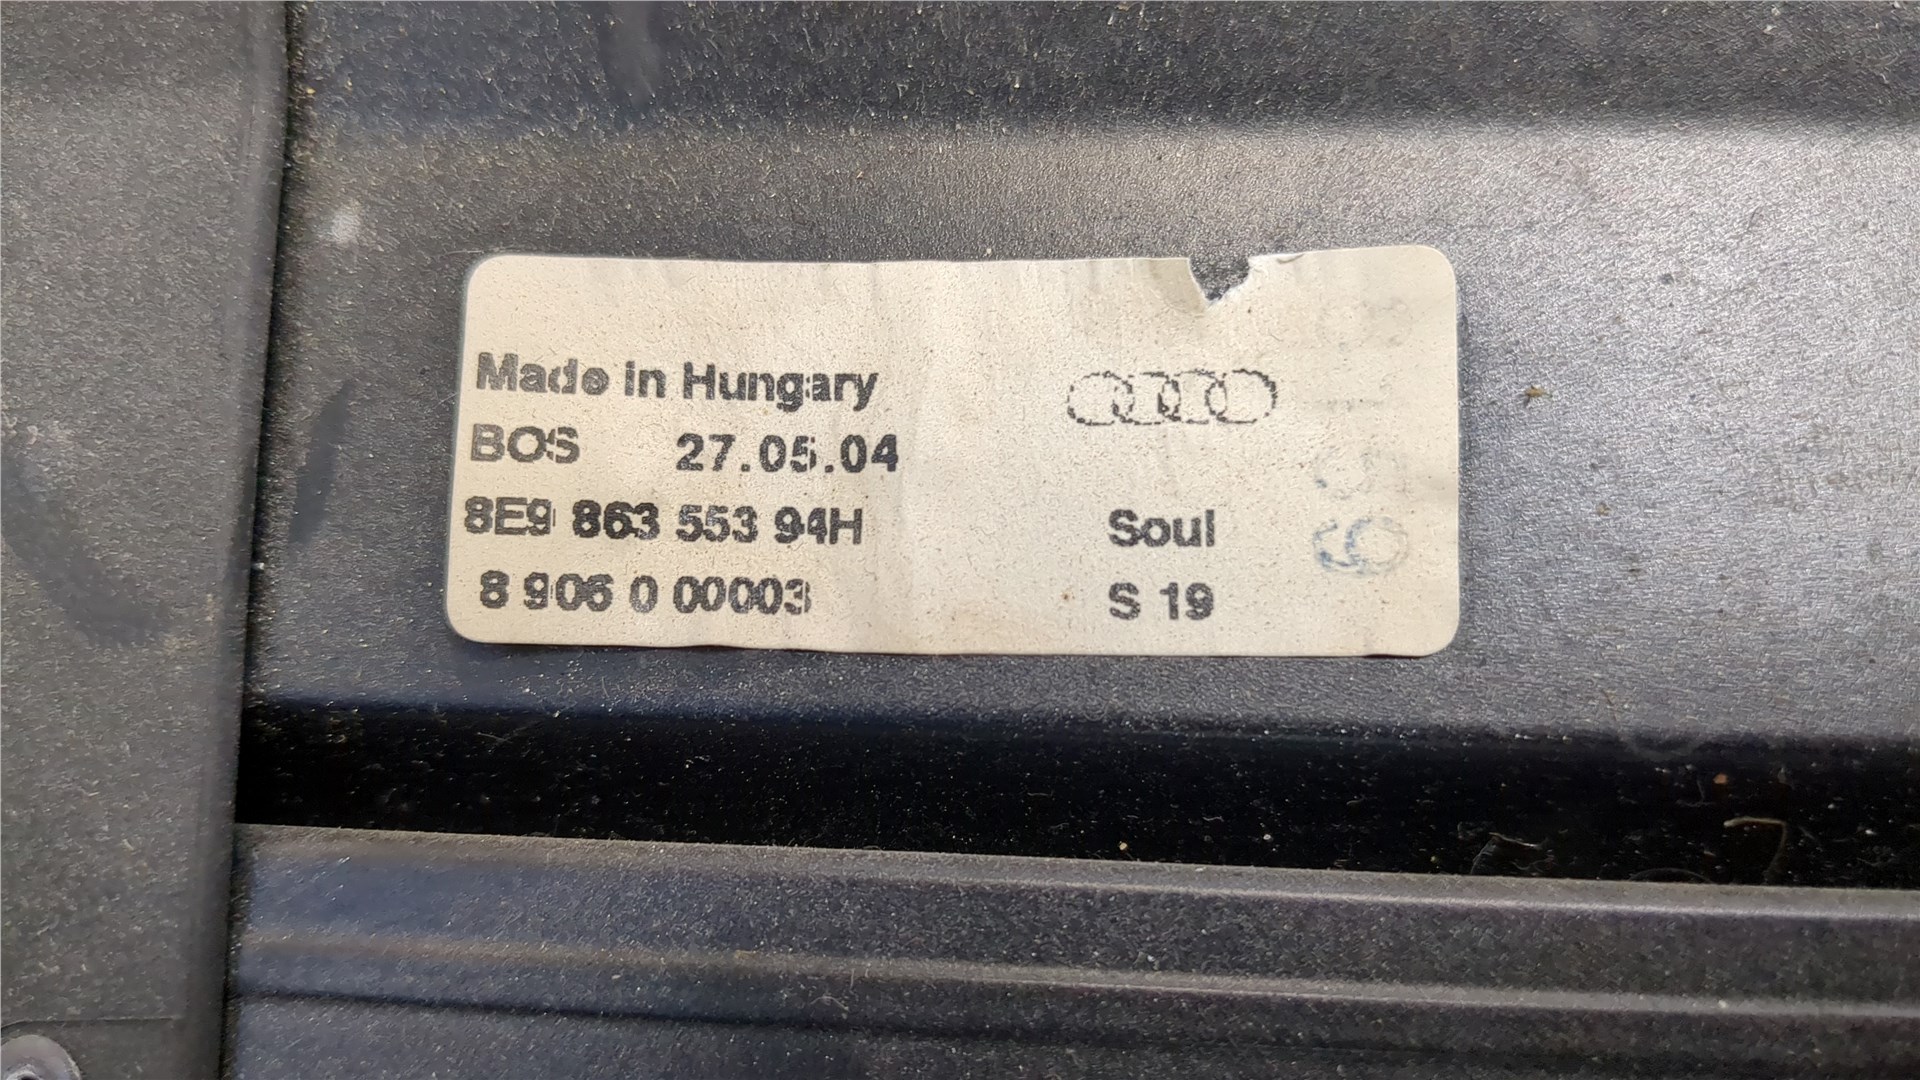 Made in Hungary
BOS 27.05.04
8E9 863 553 94H
Soul
8 906 0 00003
S 19